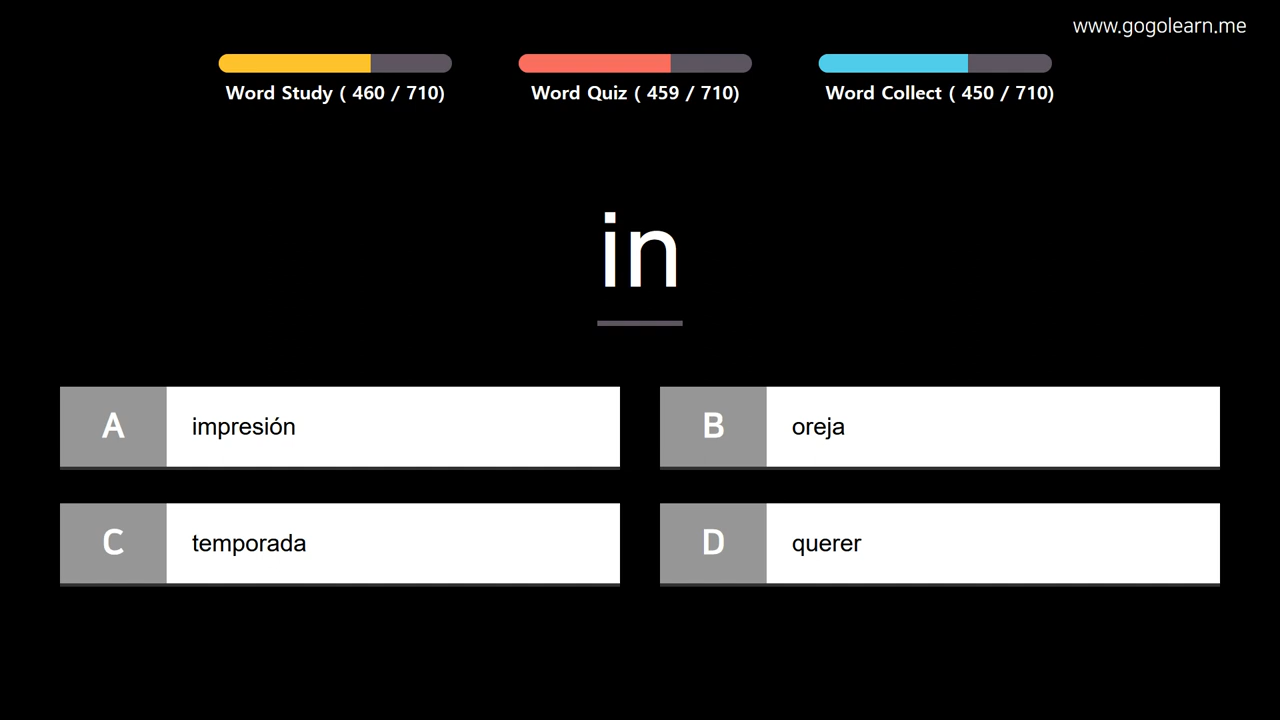 www.gogolearn.me
Word Study ( 460 / 710)
Word Quiz ( 459 / 710)
Word Collect ( 450 / 710)
in
A impresión
B oreja
C temporada
D querer